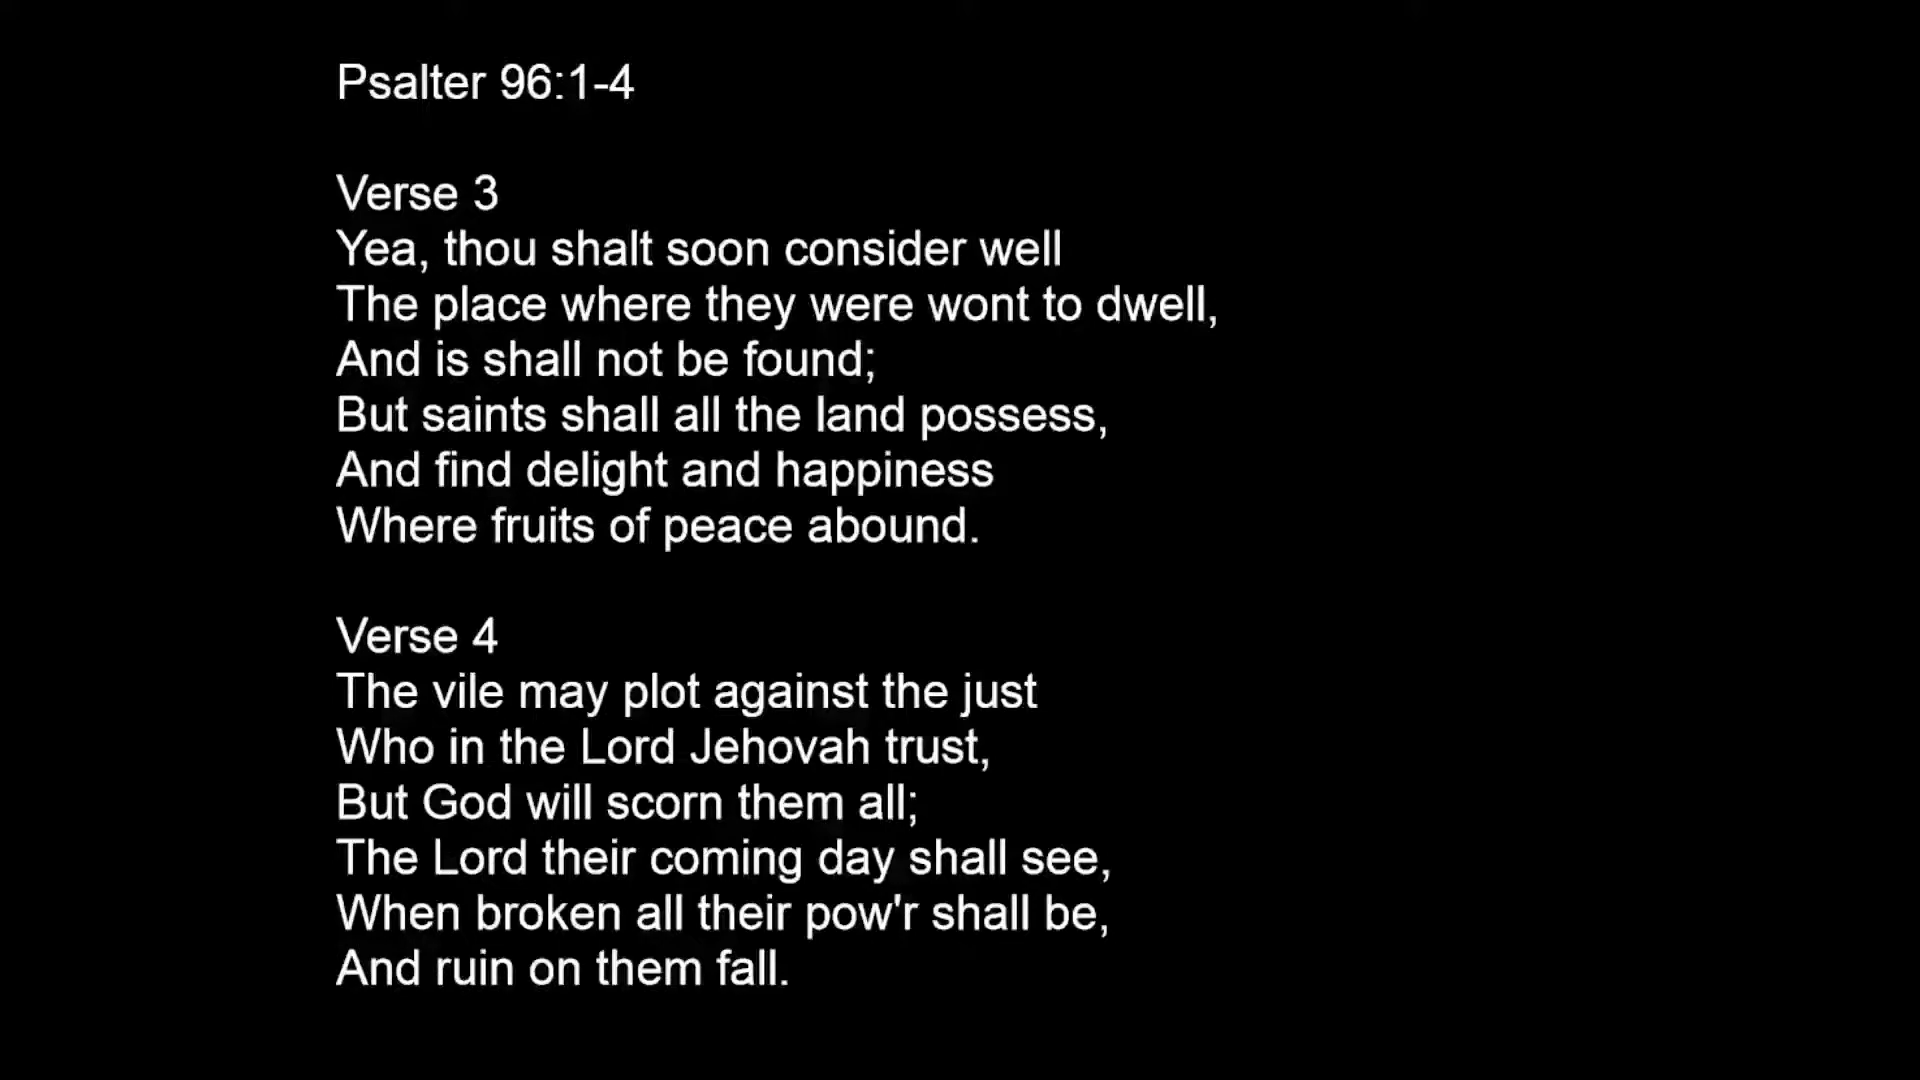 Psalter 96:1-4
Verse 3
Yea, thou shalt soon consider well
The place where they were wont to dwell,
And is shall not be found;
But saints shall all the land possess,
And find delight and happiness
Where fruits of peace abound.
Verse 4
The vile may plot against the just
Who in the Lord Jehovah trust,
But God will scorn them all;
The Lord their coming day shall see,
When broken all their pow'r shall be,
And ruin on them fall.